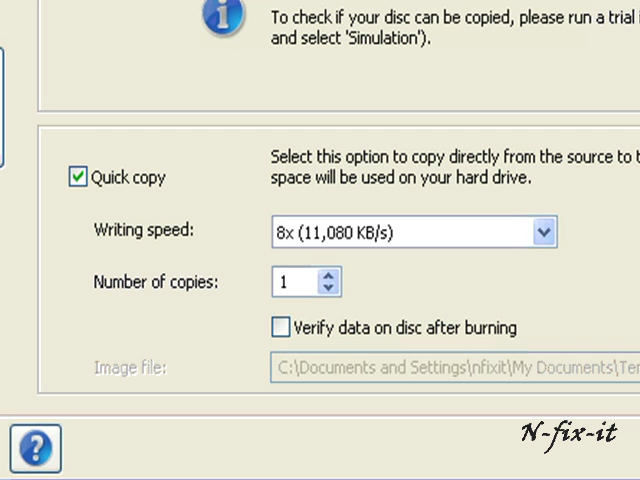 To check if your disc can be copied, please run a trial
and select 'Simulation').
Quick copy
Select this option to copy directly from the source to
space will be used on your hard drive.
Writing speed:
8x (11,080 KB/s)
Number of copies:
1
Verify data on disc after burning
Image file:
C:\Documents and Settings\nfixit\My Documents\Ter
?
N-fix-it